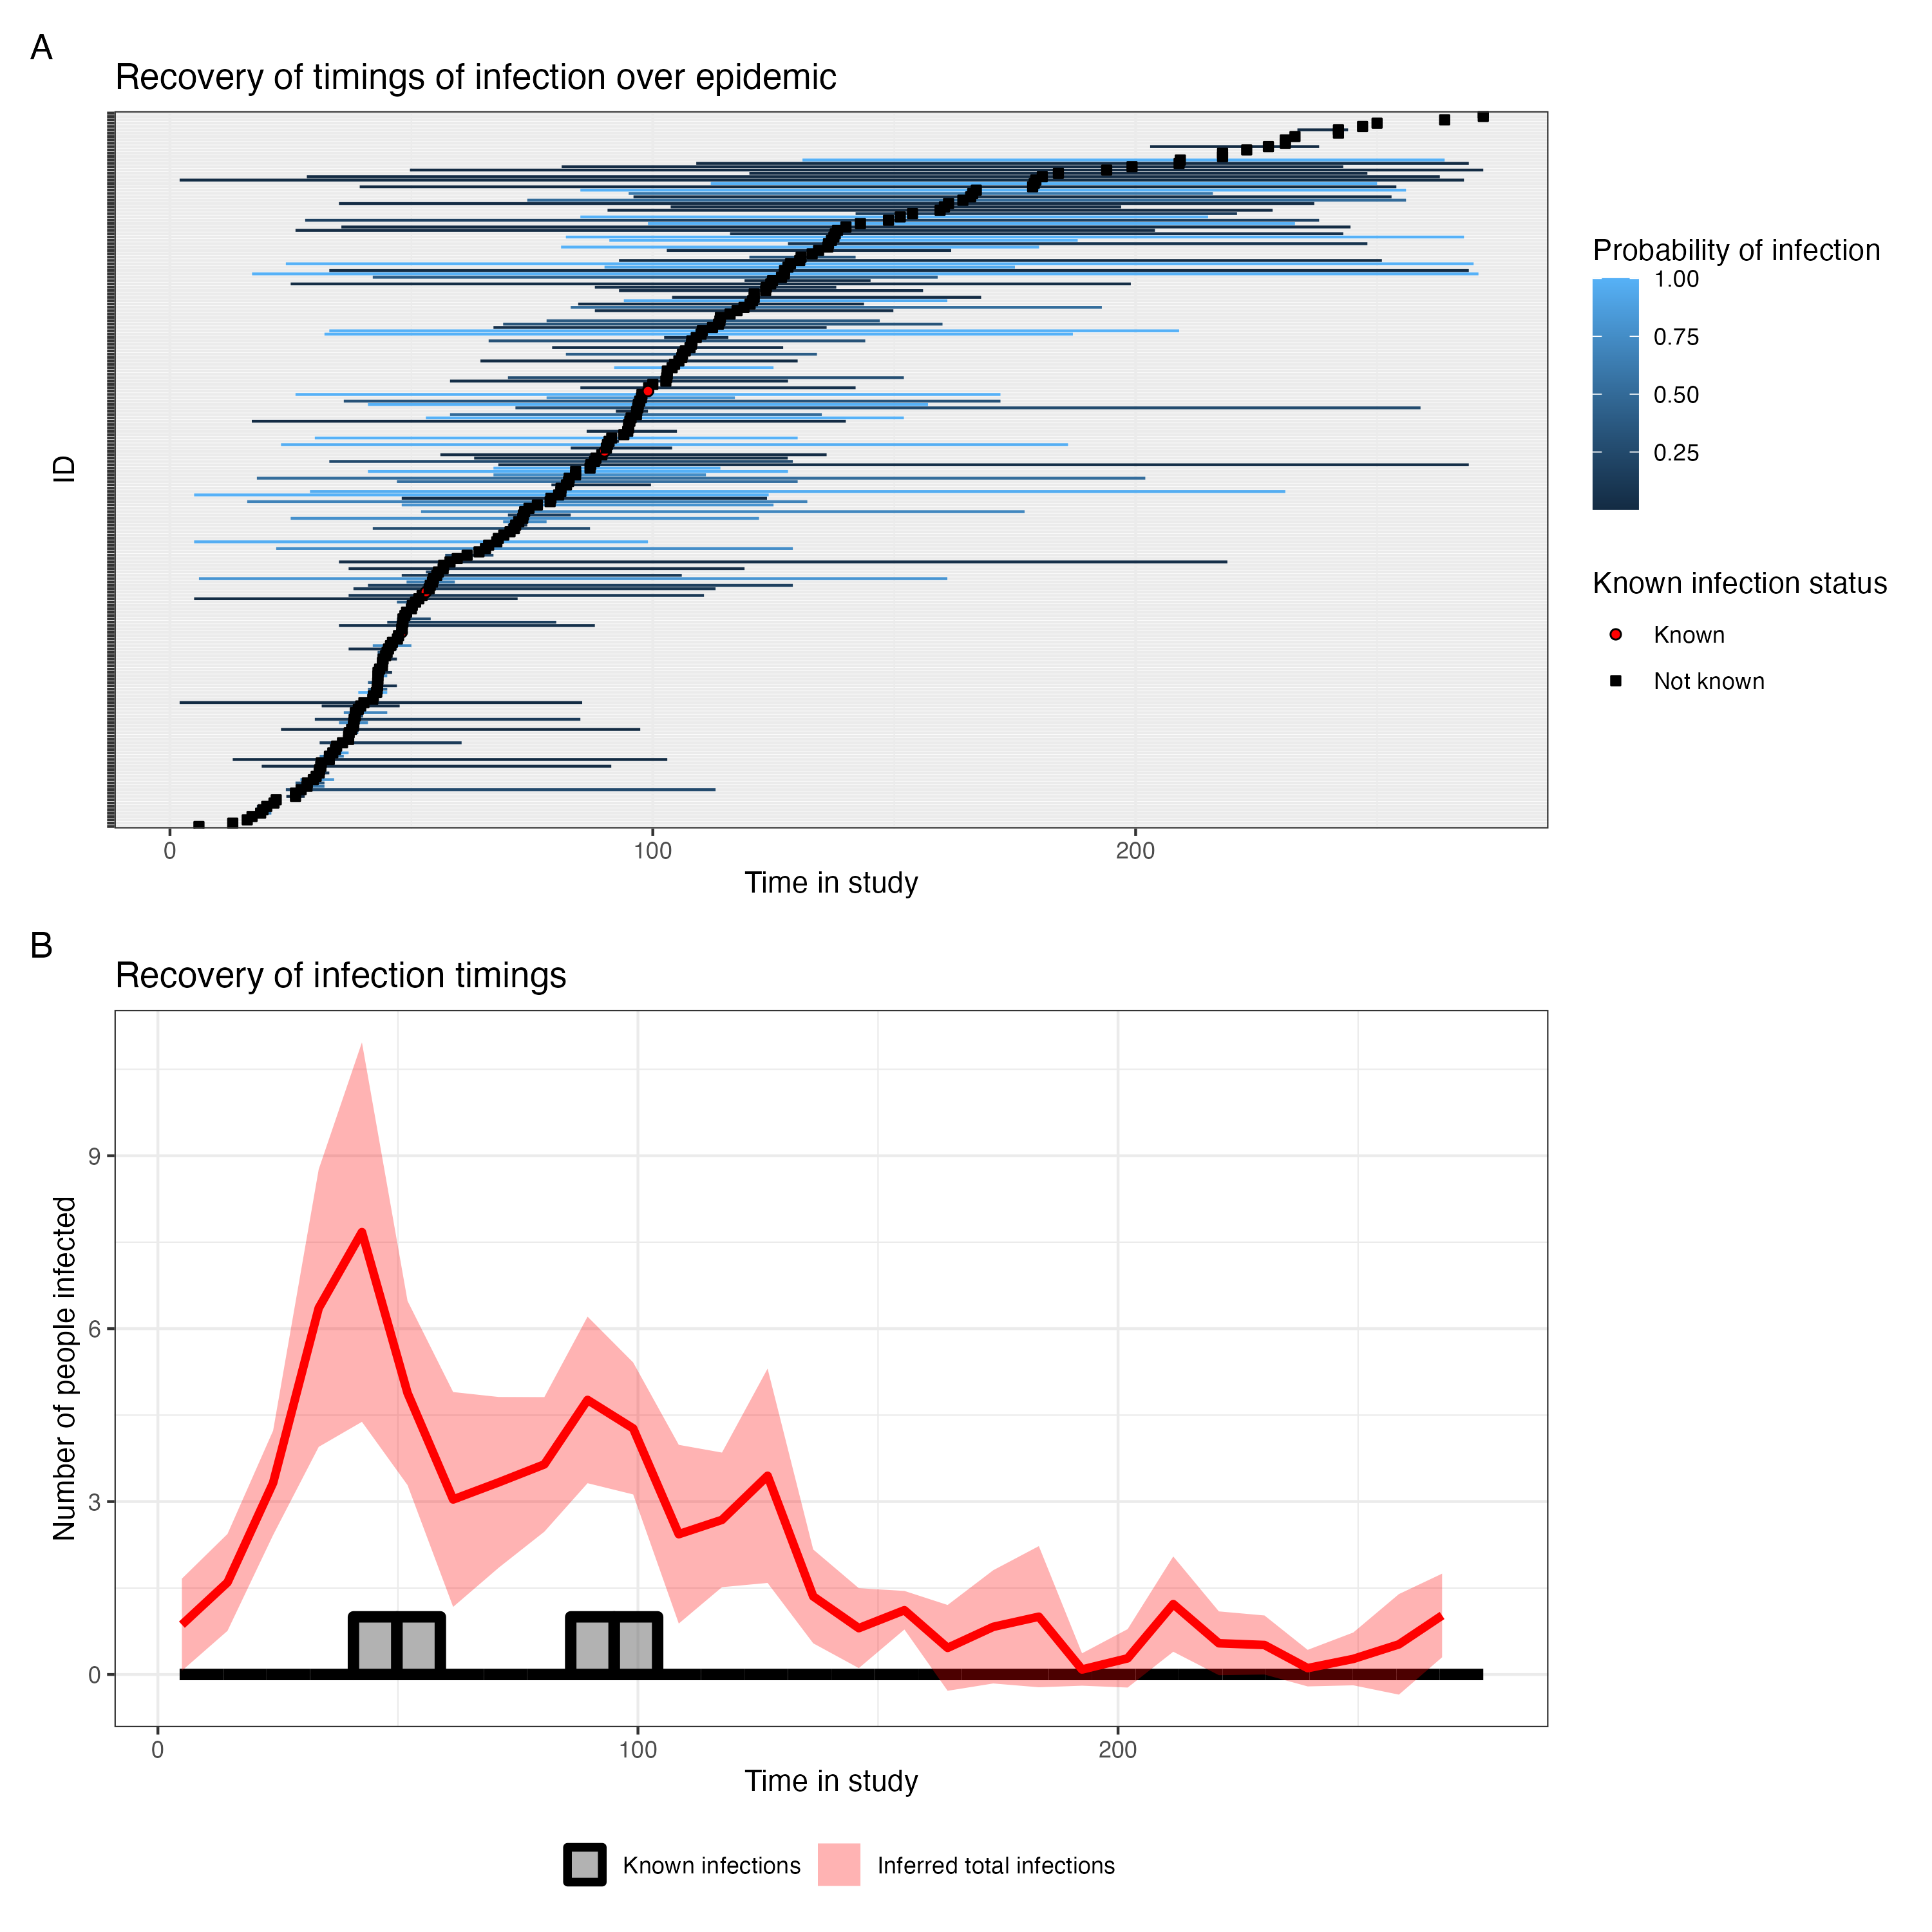 A
Recovery of timings of infection over epidemic
ID
0 100 200
Time in study
Probability of infection
1.00
0.75
0.50
0.25
Known infection status
Known
Not known
B
Recovery of infection timings
Number of people infected
9
6
3
0
0 100 200
Time in study
Known infections Inferred total infections